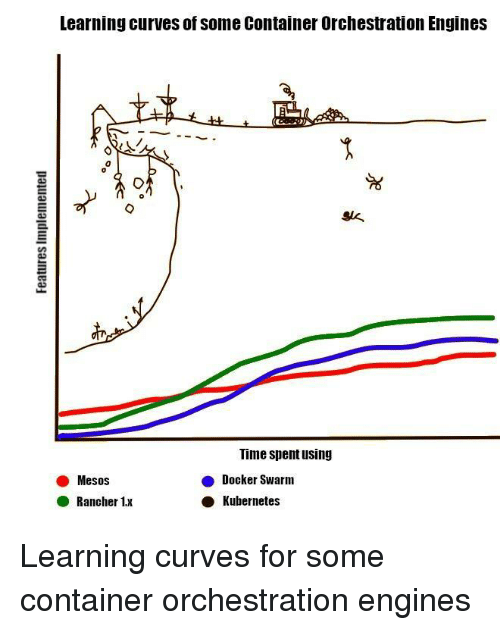 Learning curves of some Container Orchestration Engines
Features Implemented
Time spent using
Mesos
Docker Swarm
Rancher 1.x
Kubernetes
Learning curves for some
container orchestration engines